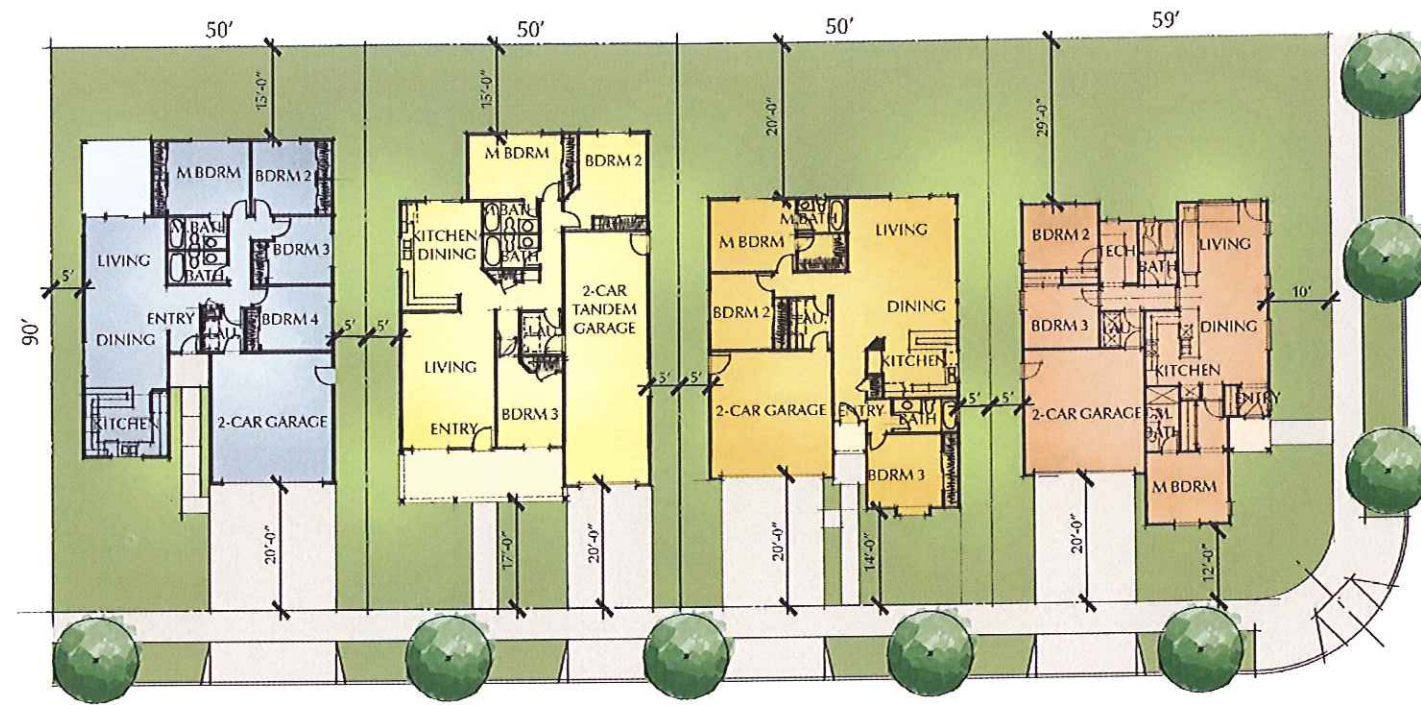 50'
50'
50'
59'
90'
15'-0"
15'-0"
20'-0"
29'-0"
M BDRM
BDRM 2
M.BATH
BATH
BDRM 3
LIVING
5'
ENTRY
LAU.
BDRM 4
DINING
KITCHEN
2-CAR GARAGE
20'-0"
5'
5'
M BDRM
BDRM 2
M BATH
BATH
KITCHEN
DINING
2-CAR
TANDEM
GARAGE
LAU.
LIVING
BDRM 3
ENTRY
17'-0"
20'-0"
5'
5'
M.BATH
LIVING
M BDRM
BDRM 2
LAU.
DINING
KITCHEN
2-CAR GARAGE
ENTRY
BATH
BDRM 3
20'-0"
14'-0"
5'
5'
BDRM 2
TECH
BATH
LIVING
BDRM 3
LAU.
DINING
10'
KITCHEN
2-CAR GARAGE
ENTRY
M BDRM
20'-0"
12'-0"